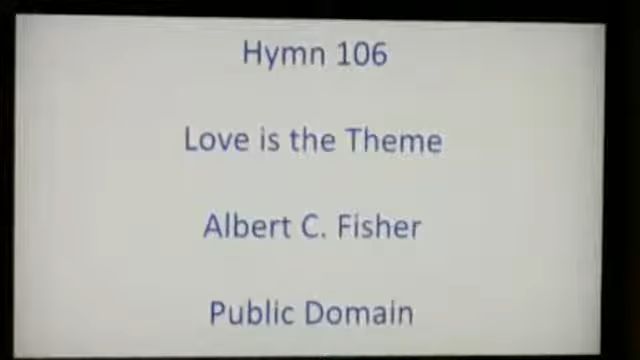 Hymn 106
Love is the Theme
Albert C. Fisher
Public Domain